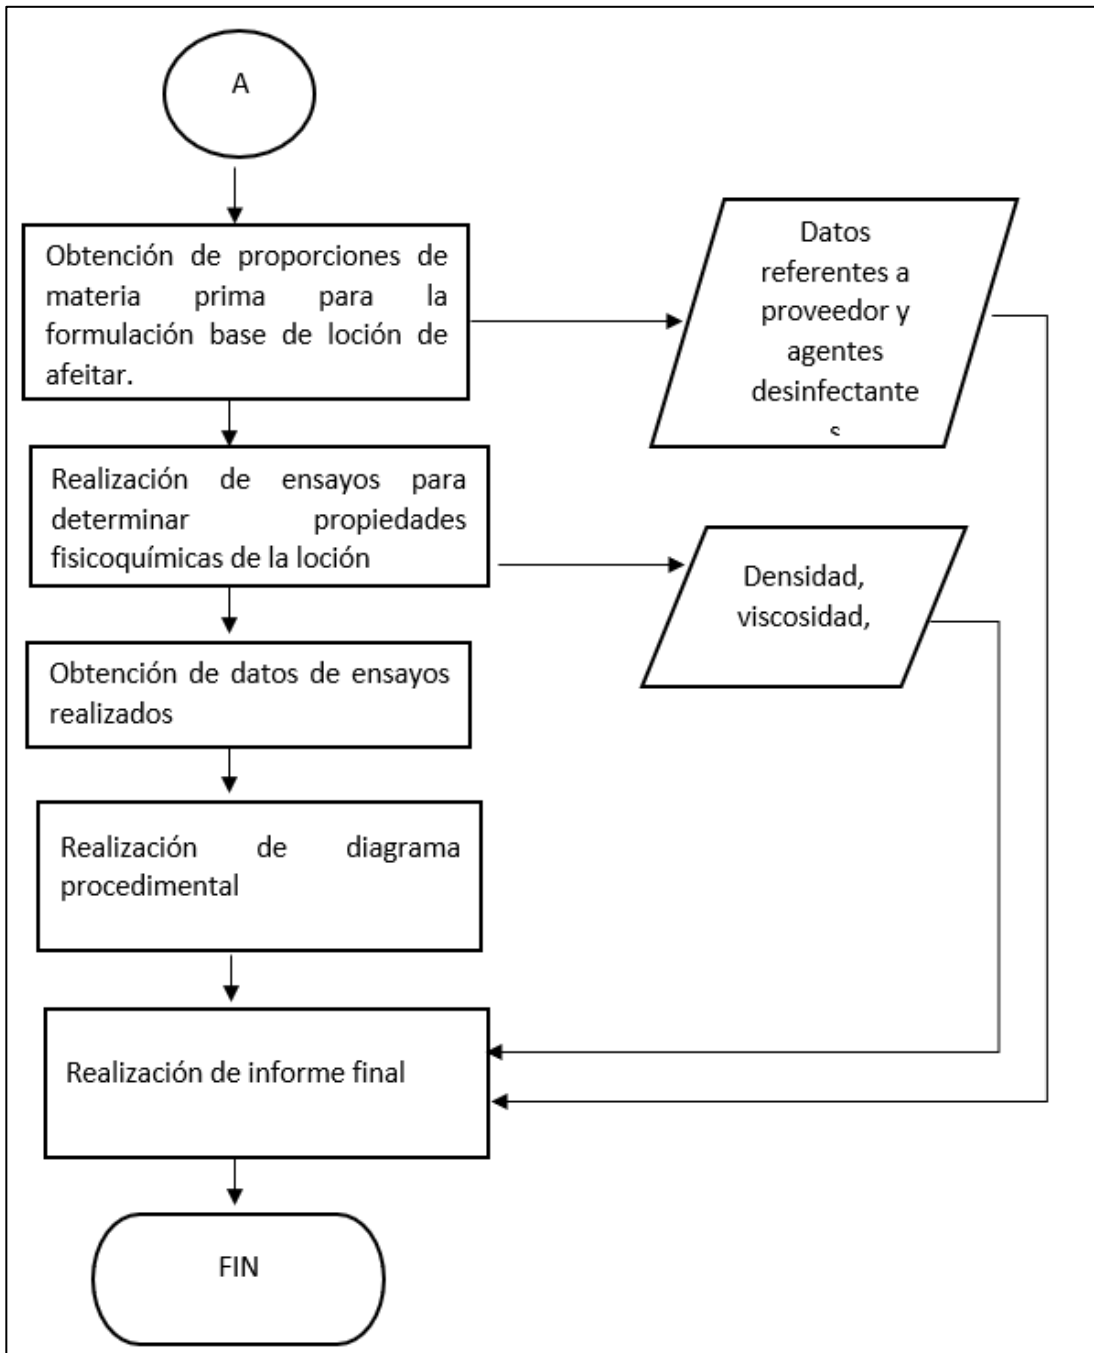 A
Obtención de proporciones de
materia prima para la
formulación base de loción de
afeitar.
Datos
referentes a
proveedor y
agentes
desinfectante
s
Realización de ensayos para
determinar propiedades
fisicoquímicas de la loción
Densidad,
viscosidad,
Obtención de datos de ensayos
realizados
Realización de diagrama
procedimental
Realización de informe final
FIN